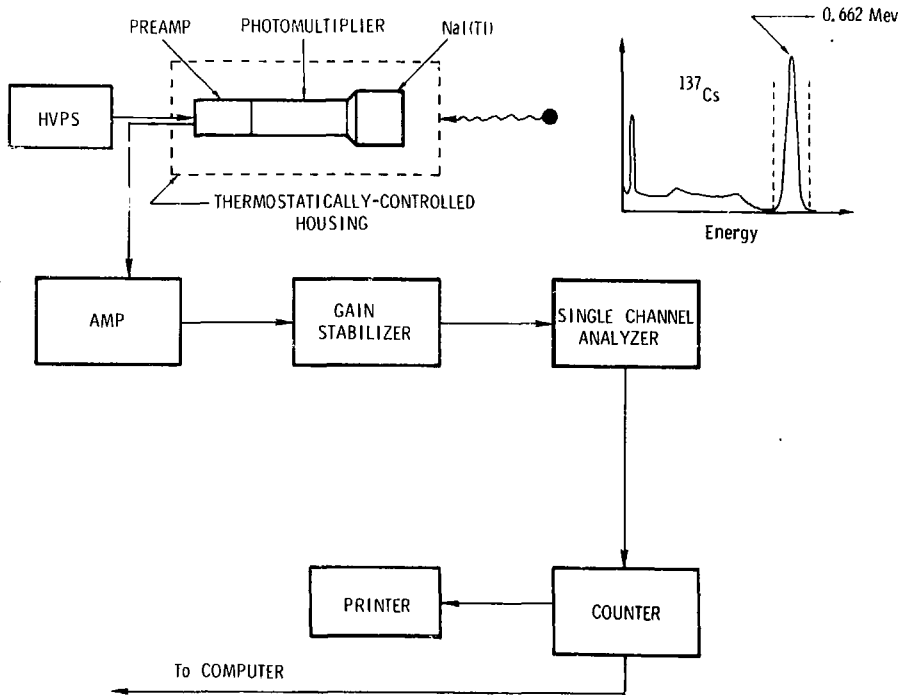 0.662 Mev
PREAMP
PHOTOMULTIPLIER
NaI(Tl)
137Cs
HVPS
THERMOSTATICALLY-CONTROLLED
HOUSING
Energy
AMP
GAIN
STABILIZER
SINGLE CHANNEL
ANALYZER
PRINTER
COUNTER
To COMPUTER